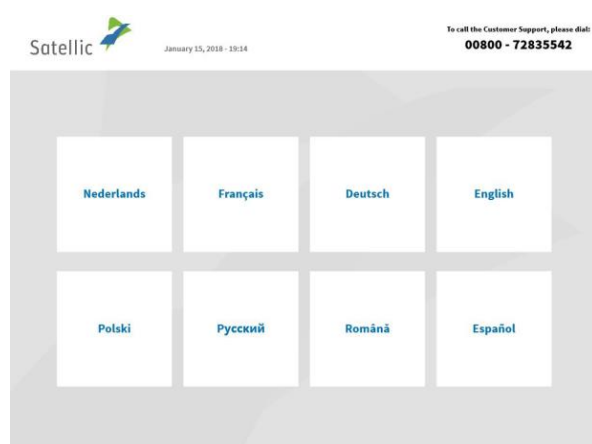 Satellic
January 15, 2018 - 19:14
To call the Customer Support, please dial:
00800 - 72835542
Nederlands
Français
Deutsch
English
Polski
Русский
Română
Español